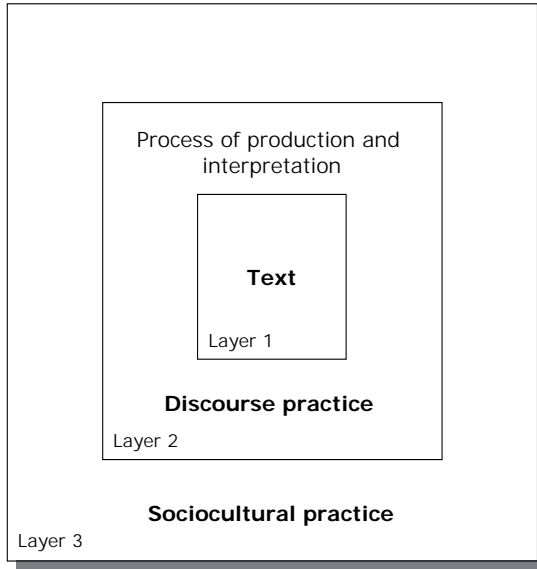 Process of production and
interpretation
Text
Layer 1
Discourse practice
Layer 2
Sociocultural practice
Layer 3